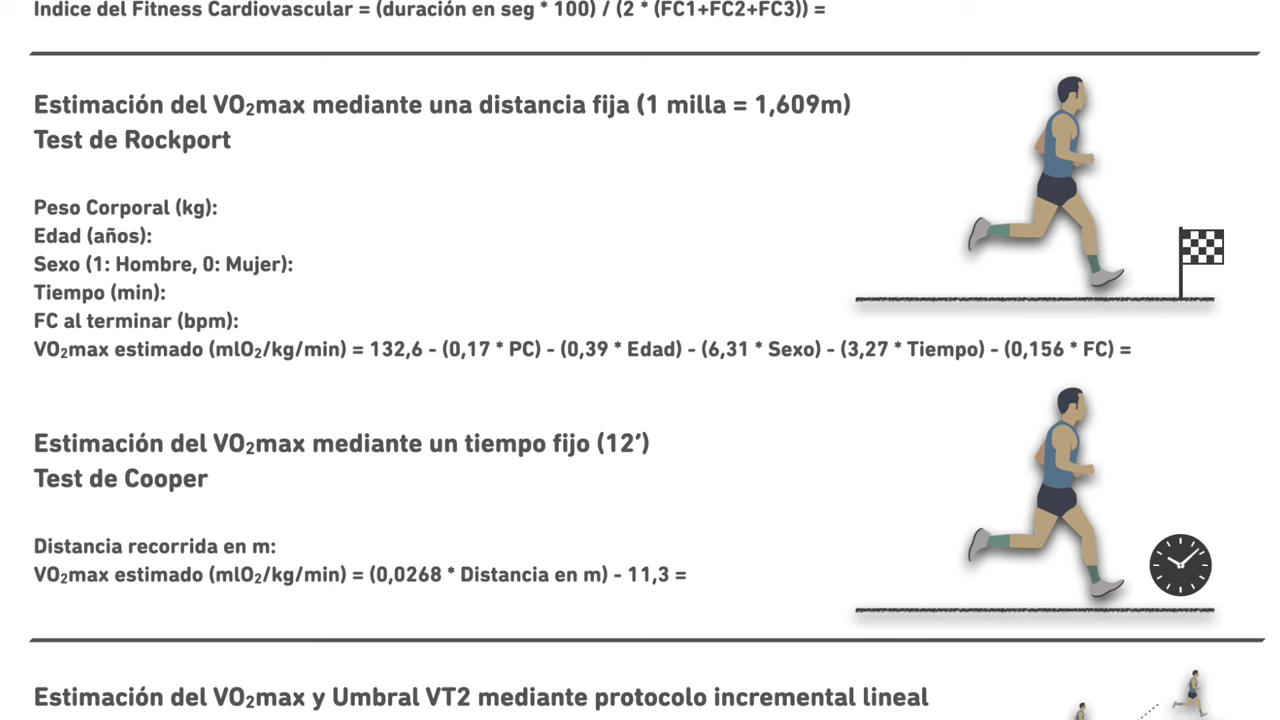 Indice del Fitness Cardiovascular = (duración en seg * 100) / (2 * (FC1+FC2+FC3)) =
Estimación del VO₂max mediante una distancia fija (1 milla = 1,609m)
Test de Rockport
Peso Corporal (kg):
Edad (años):
Sexo (1: Hombre, 0: Mujer):
Tiempo (min):
FC al terminar (bpm):
VO₂max estimado (mlO₂/kg/min) = 132,6 - (0,17 * PC) - (0,39 * Edad) - (6,31 * Sexo) - (3,27 * Tiempo) - (0,156 * FC) =
Estimación del VO₂max mediante un tiempo fijo (12’)
Test de Cooper
Distancia recorrida en m:
VO₂max estimado (mlO₂/kg/min) = (0,0268 * Distancia en m) - 11,3 =
Estimación del VO₂max y Umbral VT2 mediante protocolo incremental lineal